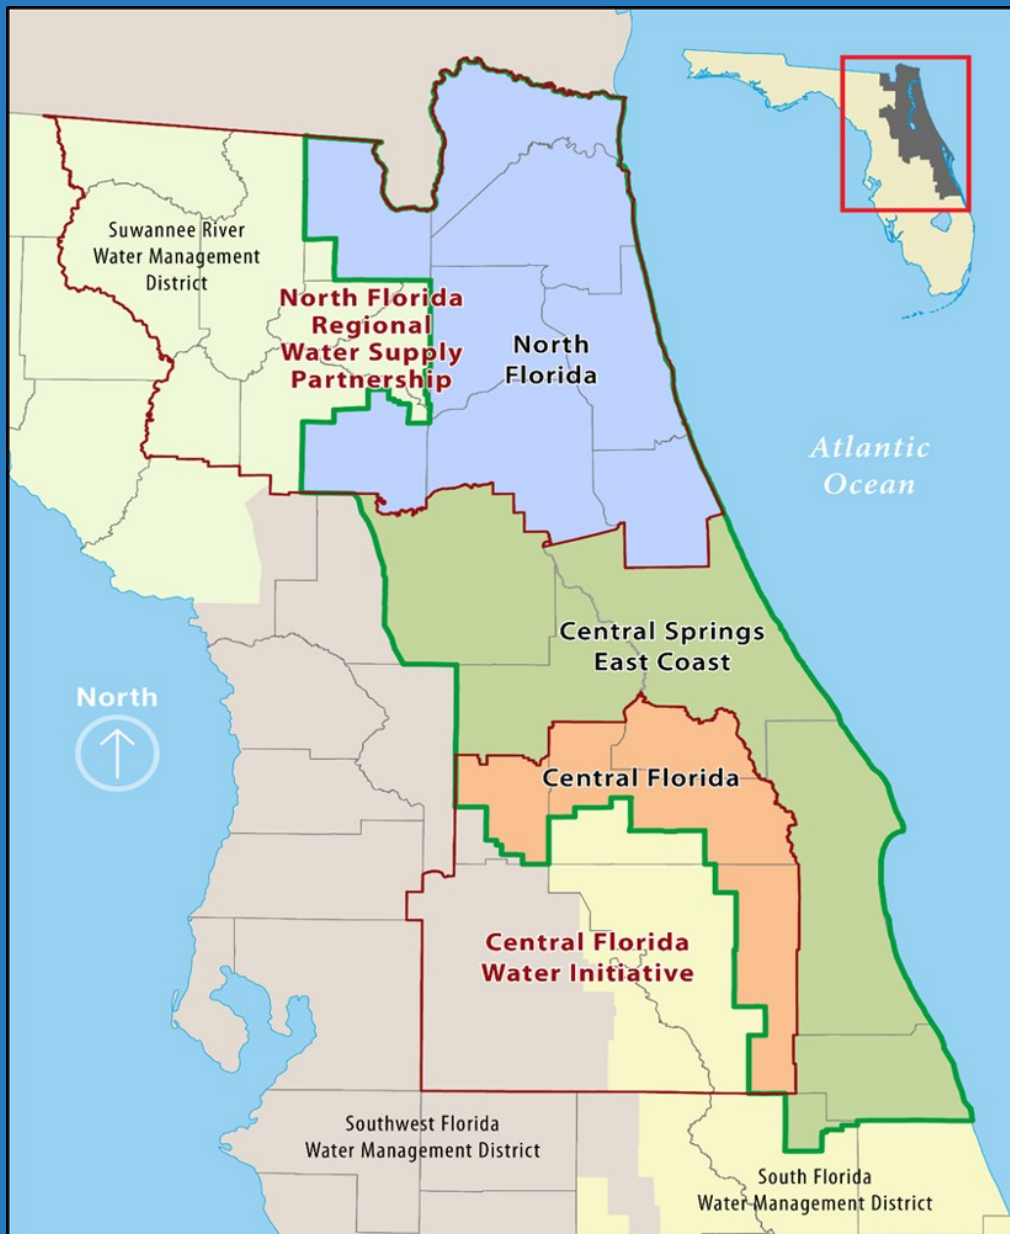 Suwannee River
Water Management
District
North Florida
Regional
Water Supply
Partnership
North
Florida
Atlantic
Ocean
Central Springs
East Coast
North
Central Florida
Central Florida
Water Initiative
Southwest Florida
Water Management District
South Florida
Water Management District